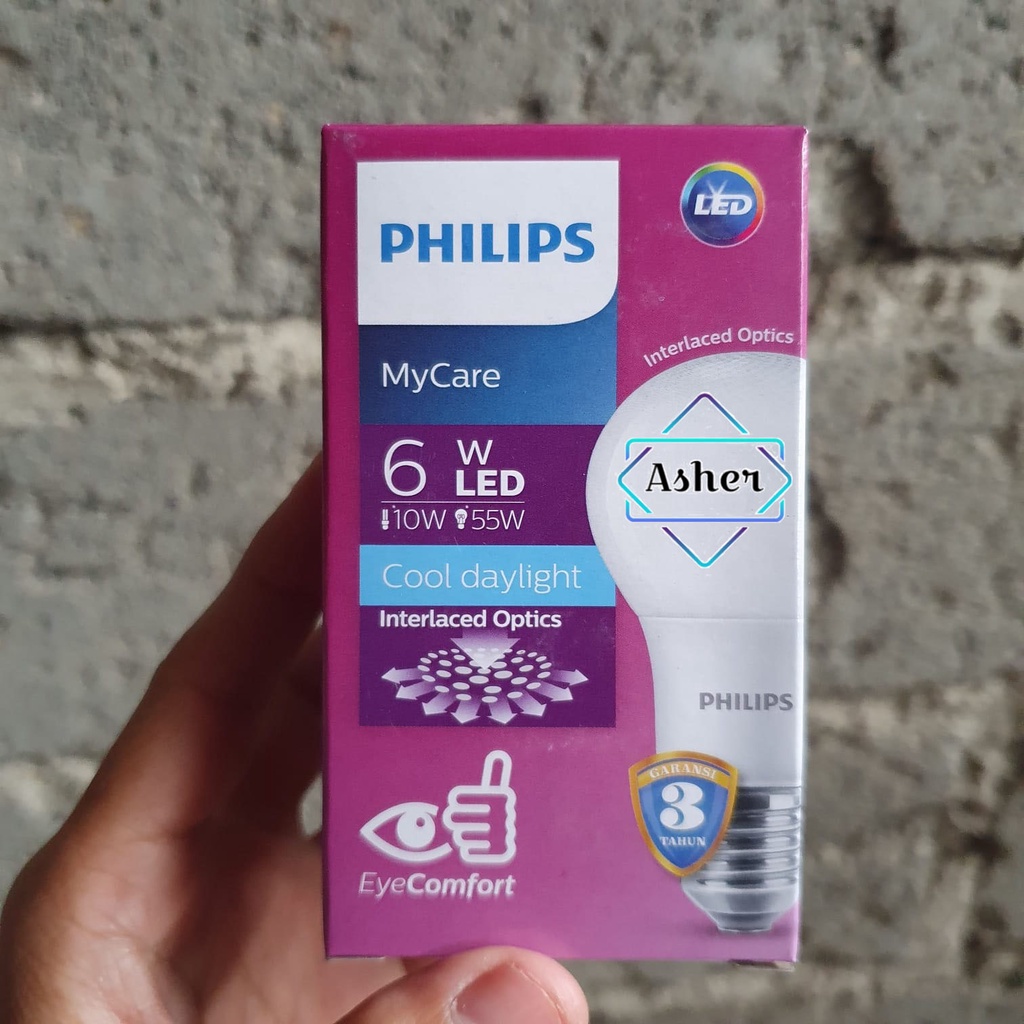 PHILIPS
LED
MyCare
Interlaced Optics
6 W
LED
10W 55W
Asher
Cool daylight
Interlaced Optics
PHILIPS
GARANSI
3
TAHUN
EyeComfort